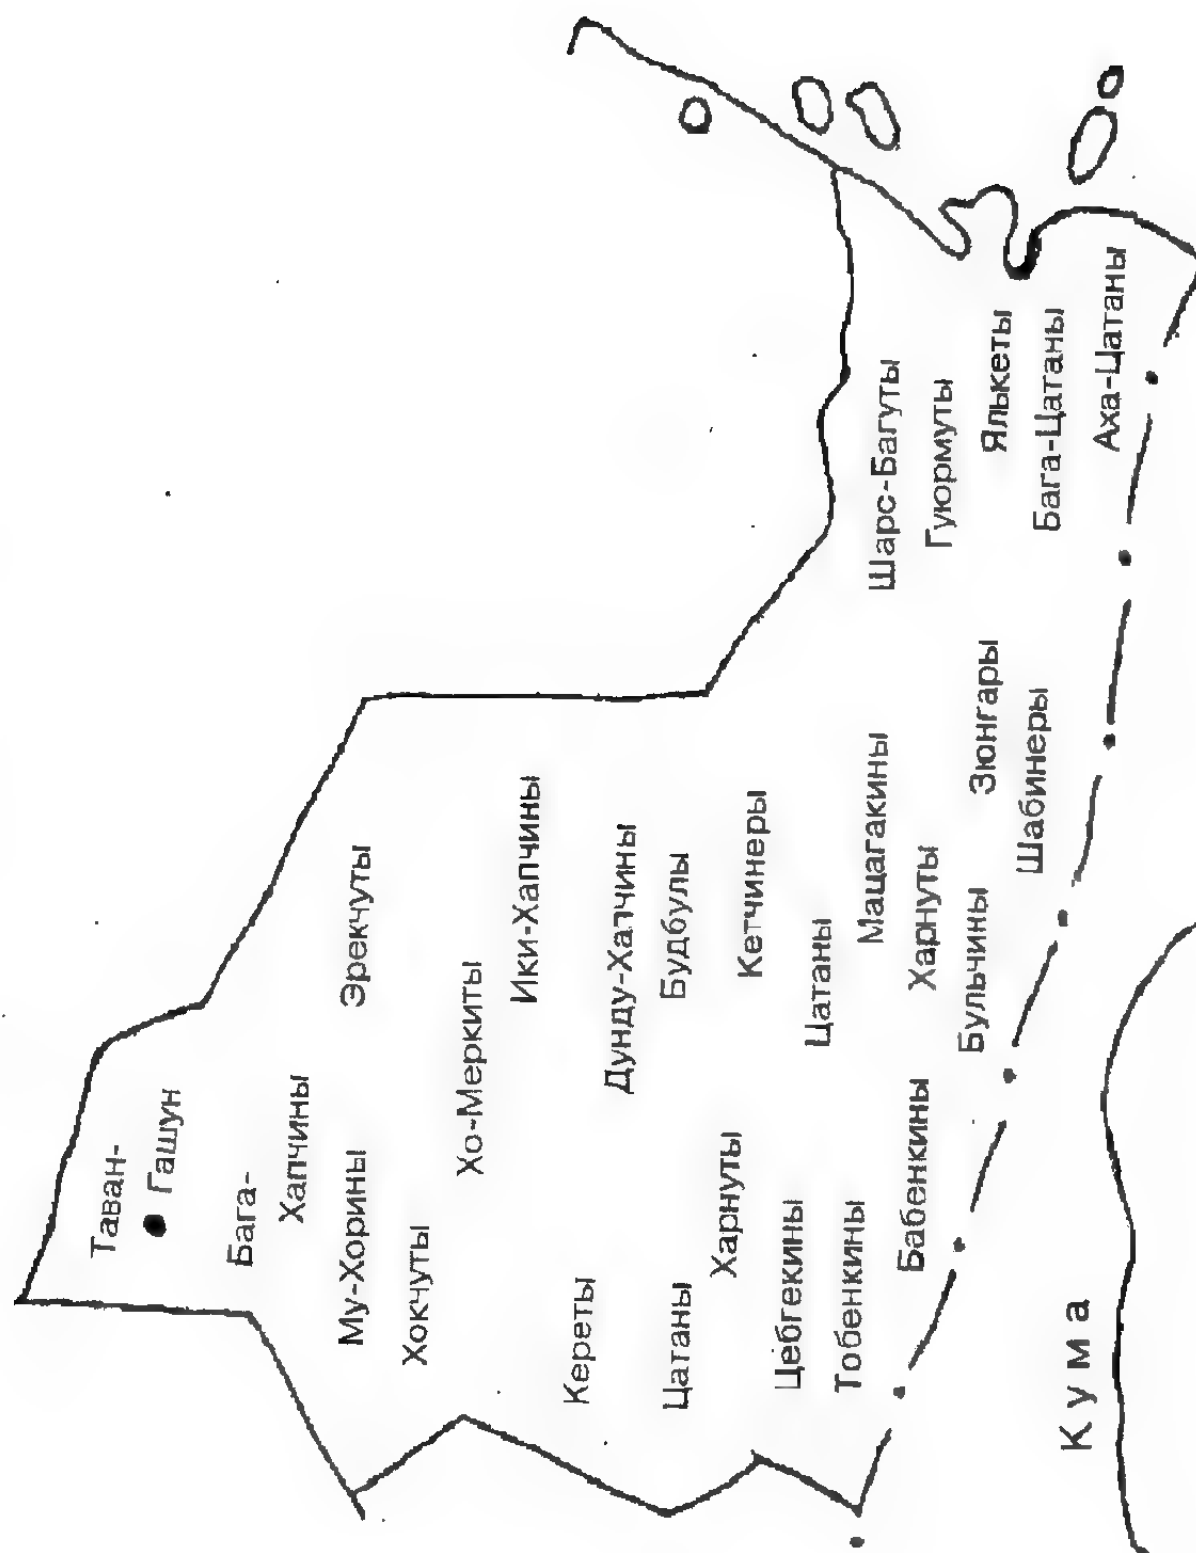 Таван-
Гашун
Бага-
Хапчины
Эрекчуты
Му-Хорины
Хокчуты
Хо-Меркиты
Ики-Хапчины
Кереты
Дунду-Хапчины
Будбулы
Цатаны
Харнуты
Кетчинеры
Цебгекины
Цатаны
Тобенкины
Мацагакины
Шарс-Багуты
Бабенкины
Харнуты
Гуюрмуты
Бульчины
Зюнгары
Ялькеты
Шабинеры
Бага-Цатаны
Аха-Цатаны
Кума